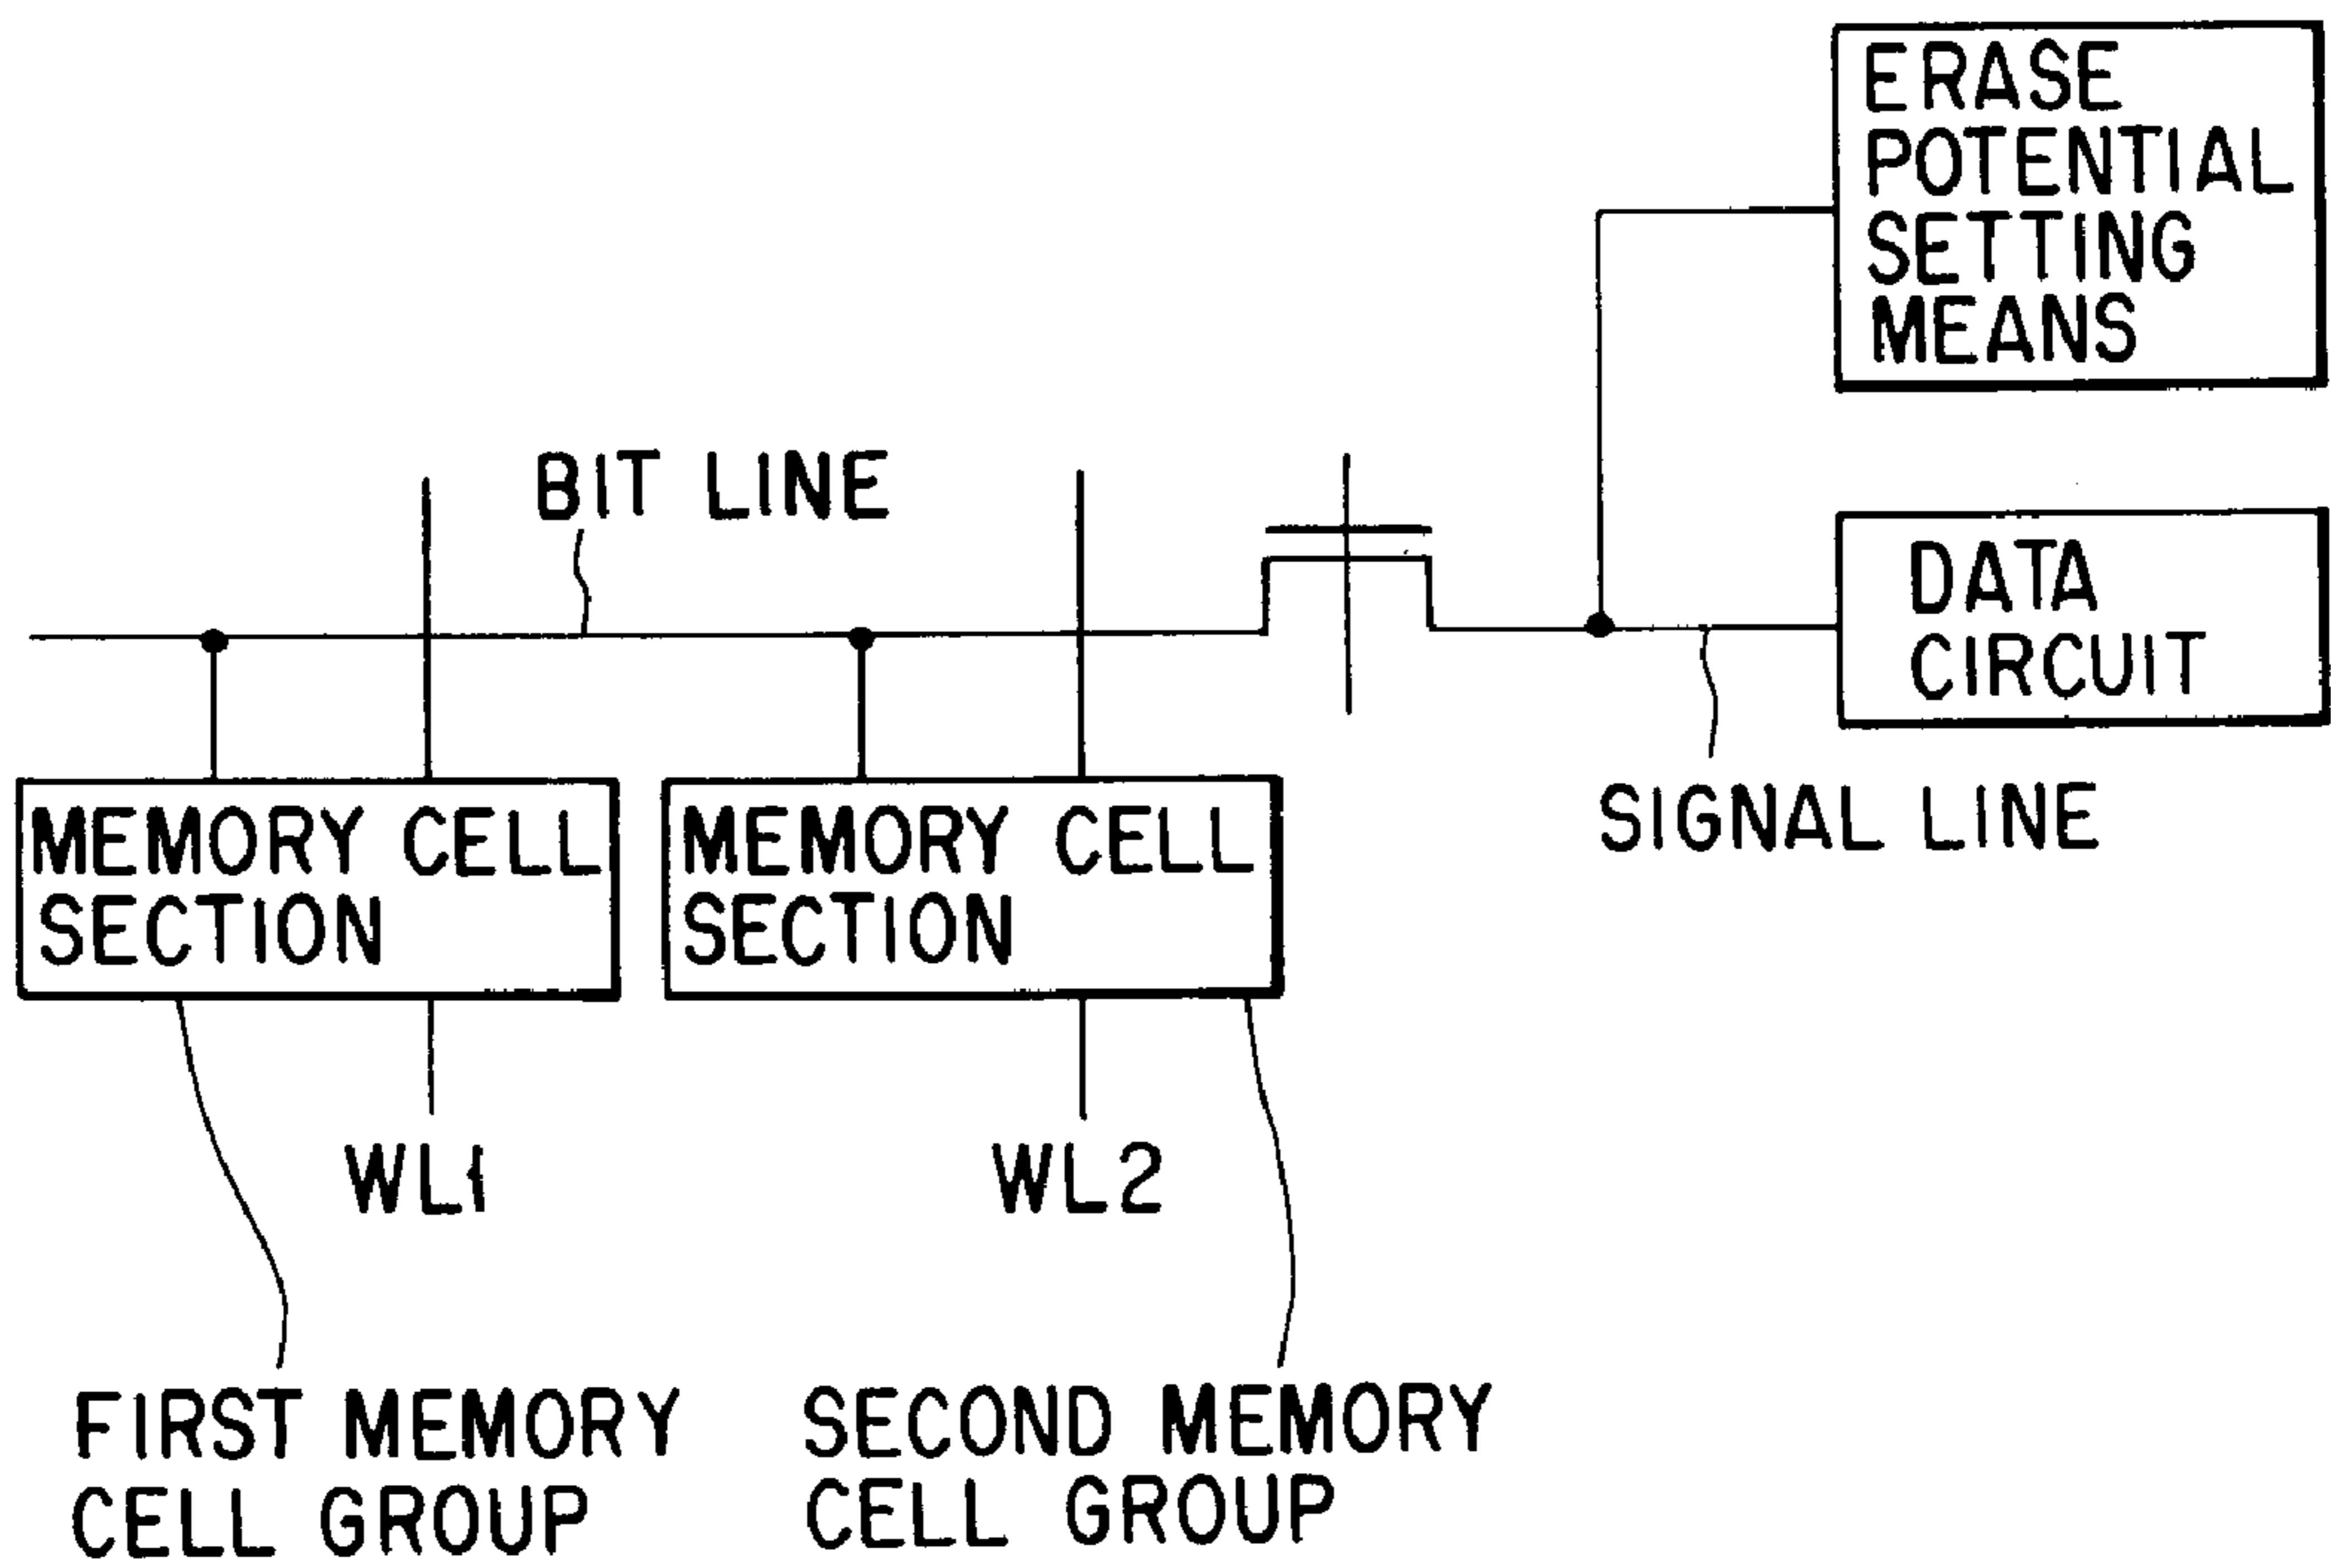 ERASE
POTENTIAL
SETTING
MEANS
BIT LINE
DATA
CIRCUIT
SIGNAL LINE
MEMORY CELL
SECTION
MEMORY CELL
SECTION
WL1
WL2
FIRST MEMORY
CELL GROUP
SECOND MEMORY
CELL GROUP